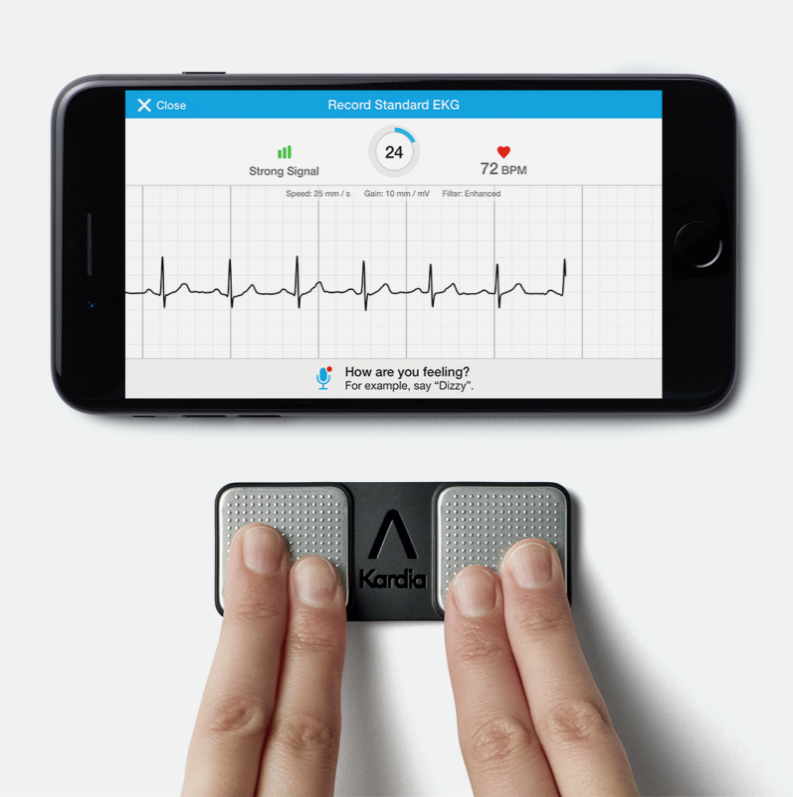 Close
Record Standard EKG
24
Strong Signal
72 BPM
Speed: 25 mm / s Gain: 10 mm / mV Filter: Enhanced
How are you feeling?
For example, say “Dizzy”.
Kardia